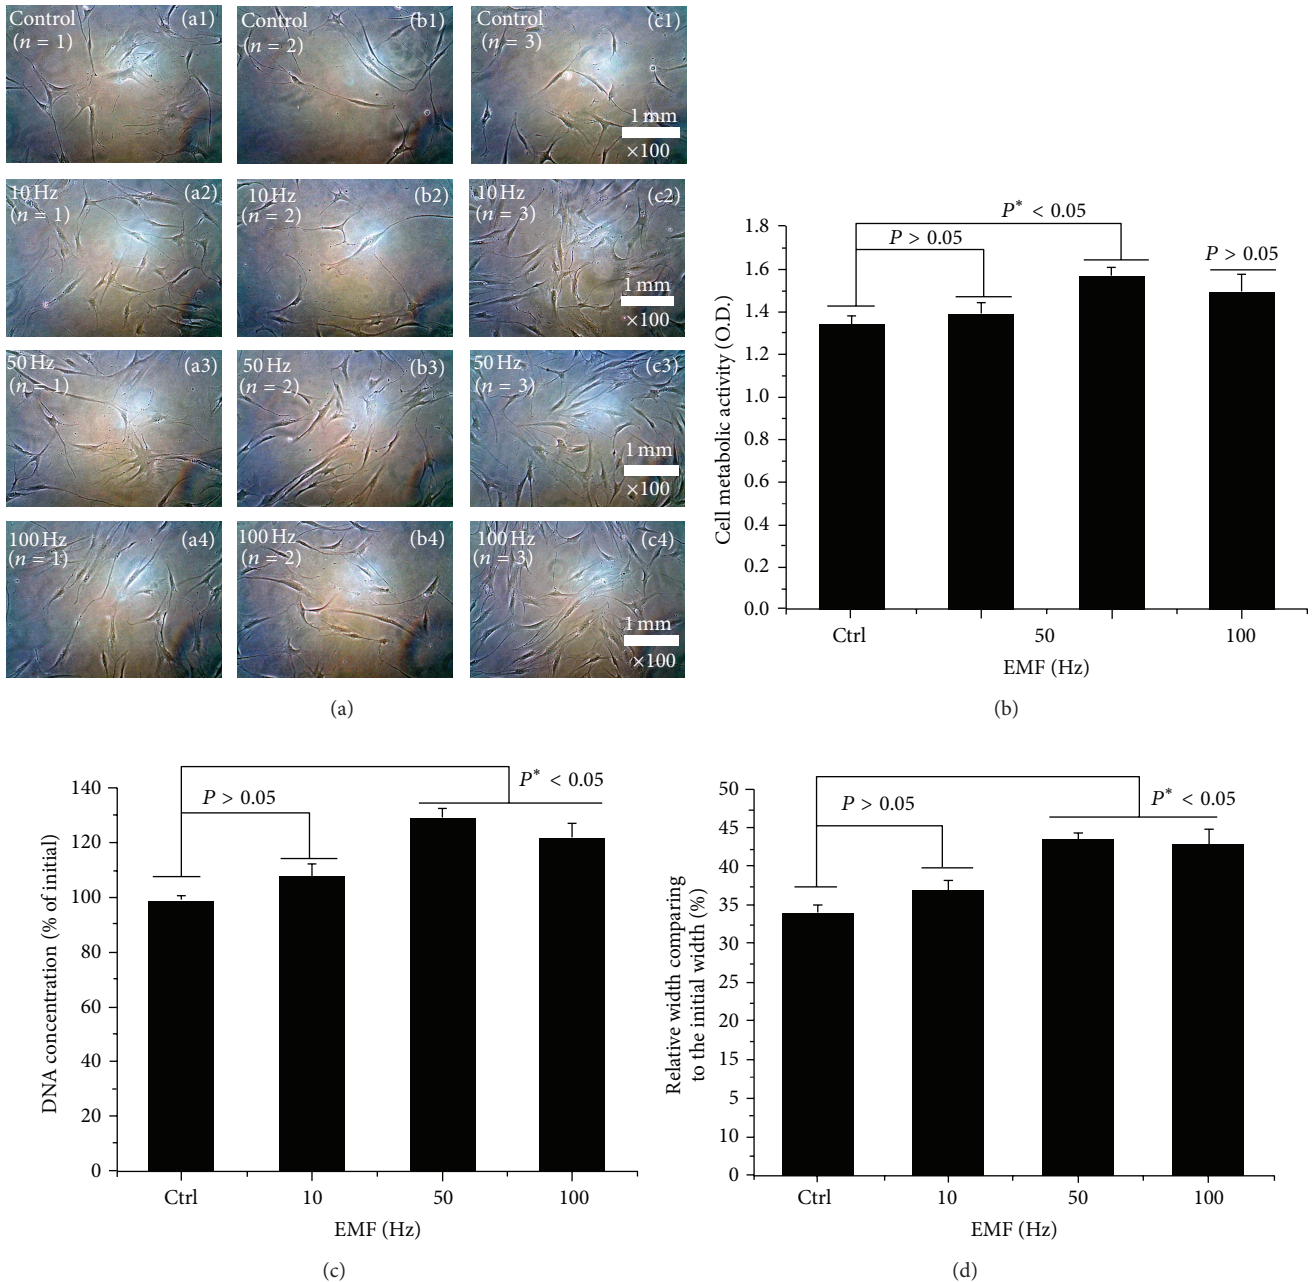 Control
(n = 1)
(a1)
Control
(n = 2)
(b1)
Control
(n = 3)
(c1)
1 mm
×100
10 Hz
(n = 1)
(a2)
10 Hz
(n = 2)
(b2)
10 Hz
(n = 3)
(c2)
1 mm
×100
50 Hz
(n = 1)
(a3)
50 Hz
(n = 2)
(b3)
50 Hz
(n = 3)
(c3)
1 mm
×100
100 Hz
(n = 1)
(a4)
100 Hz
(n = 2)
(b4)
100 Hz
(n = 3)
(c4)
1 mm
×100
(a)
Cell metabolic activity (O.D.)
1.8
1.6
1.4
1.2
1.0
0.8
0.6
0.4
0.2
0.0
P* < 0.05
P > 0.05
P > 0.05
Ctrl
50
100
EMF (Hz)
(b)
DNA concentration (% of initial)
140
120
100
80
60
40
20
0
P > 0.05
P* < 0.05
Ctrl
10
50
100
EMF (Hz)
(c)
Relative width comparing
to the initial width (%)
50
45
40
35
30
25
20
15
5
10
0
P > 0.05
P* < 0.05
Ctrl
10
50
100
EMF (Hz)
(d)